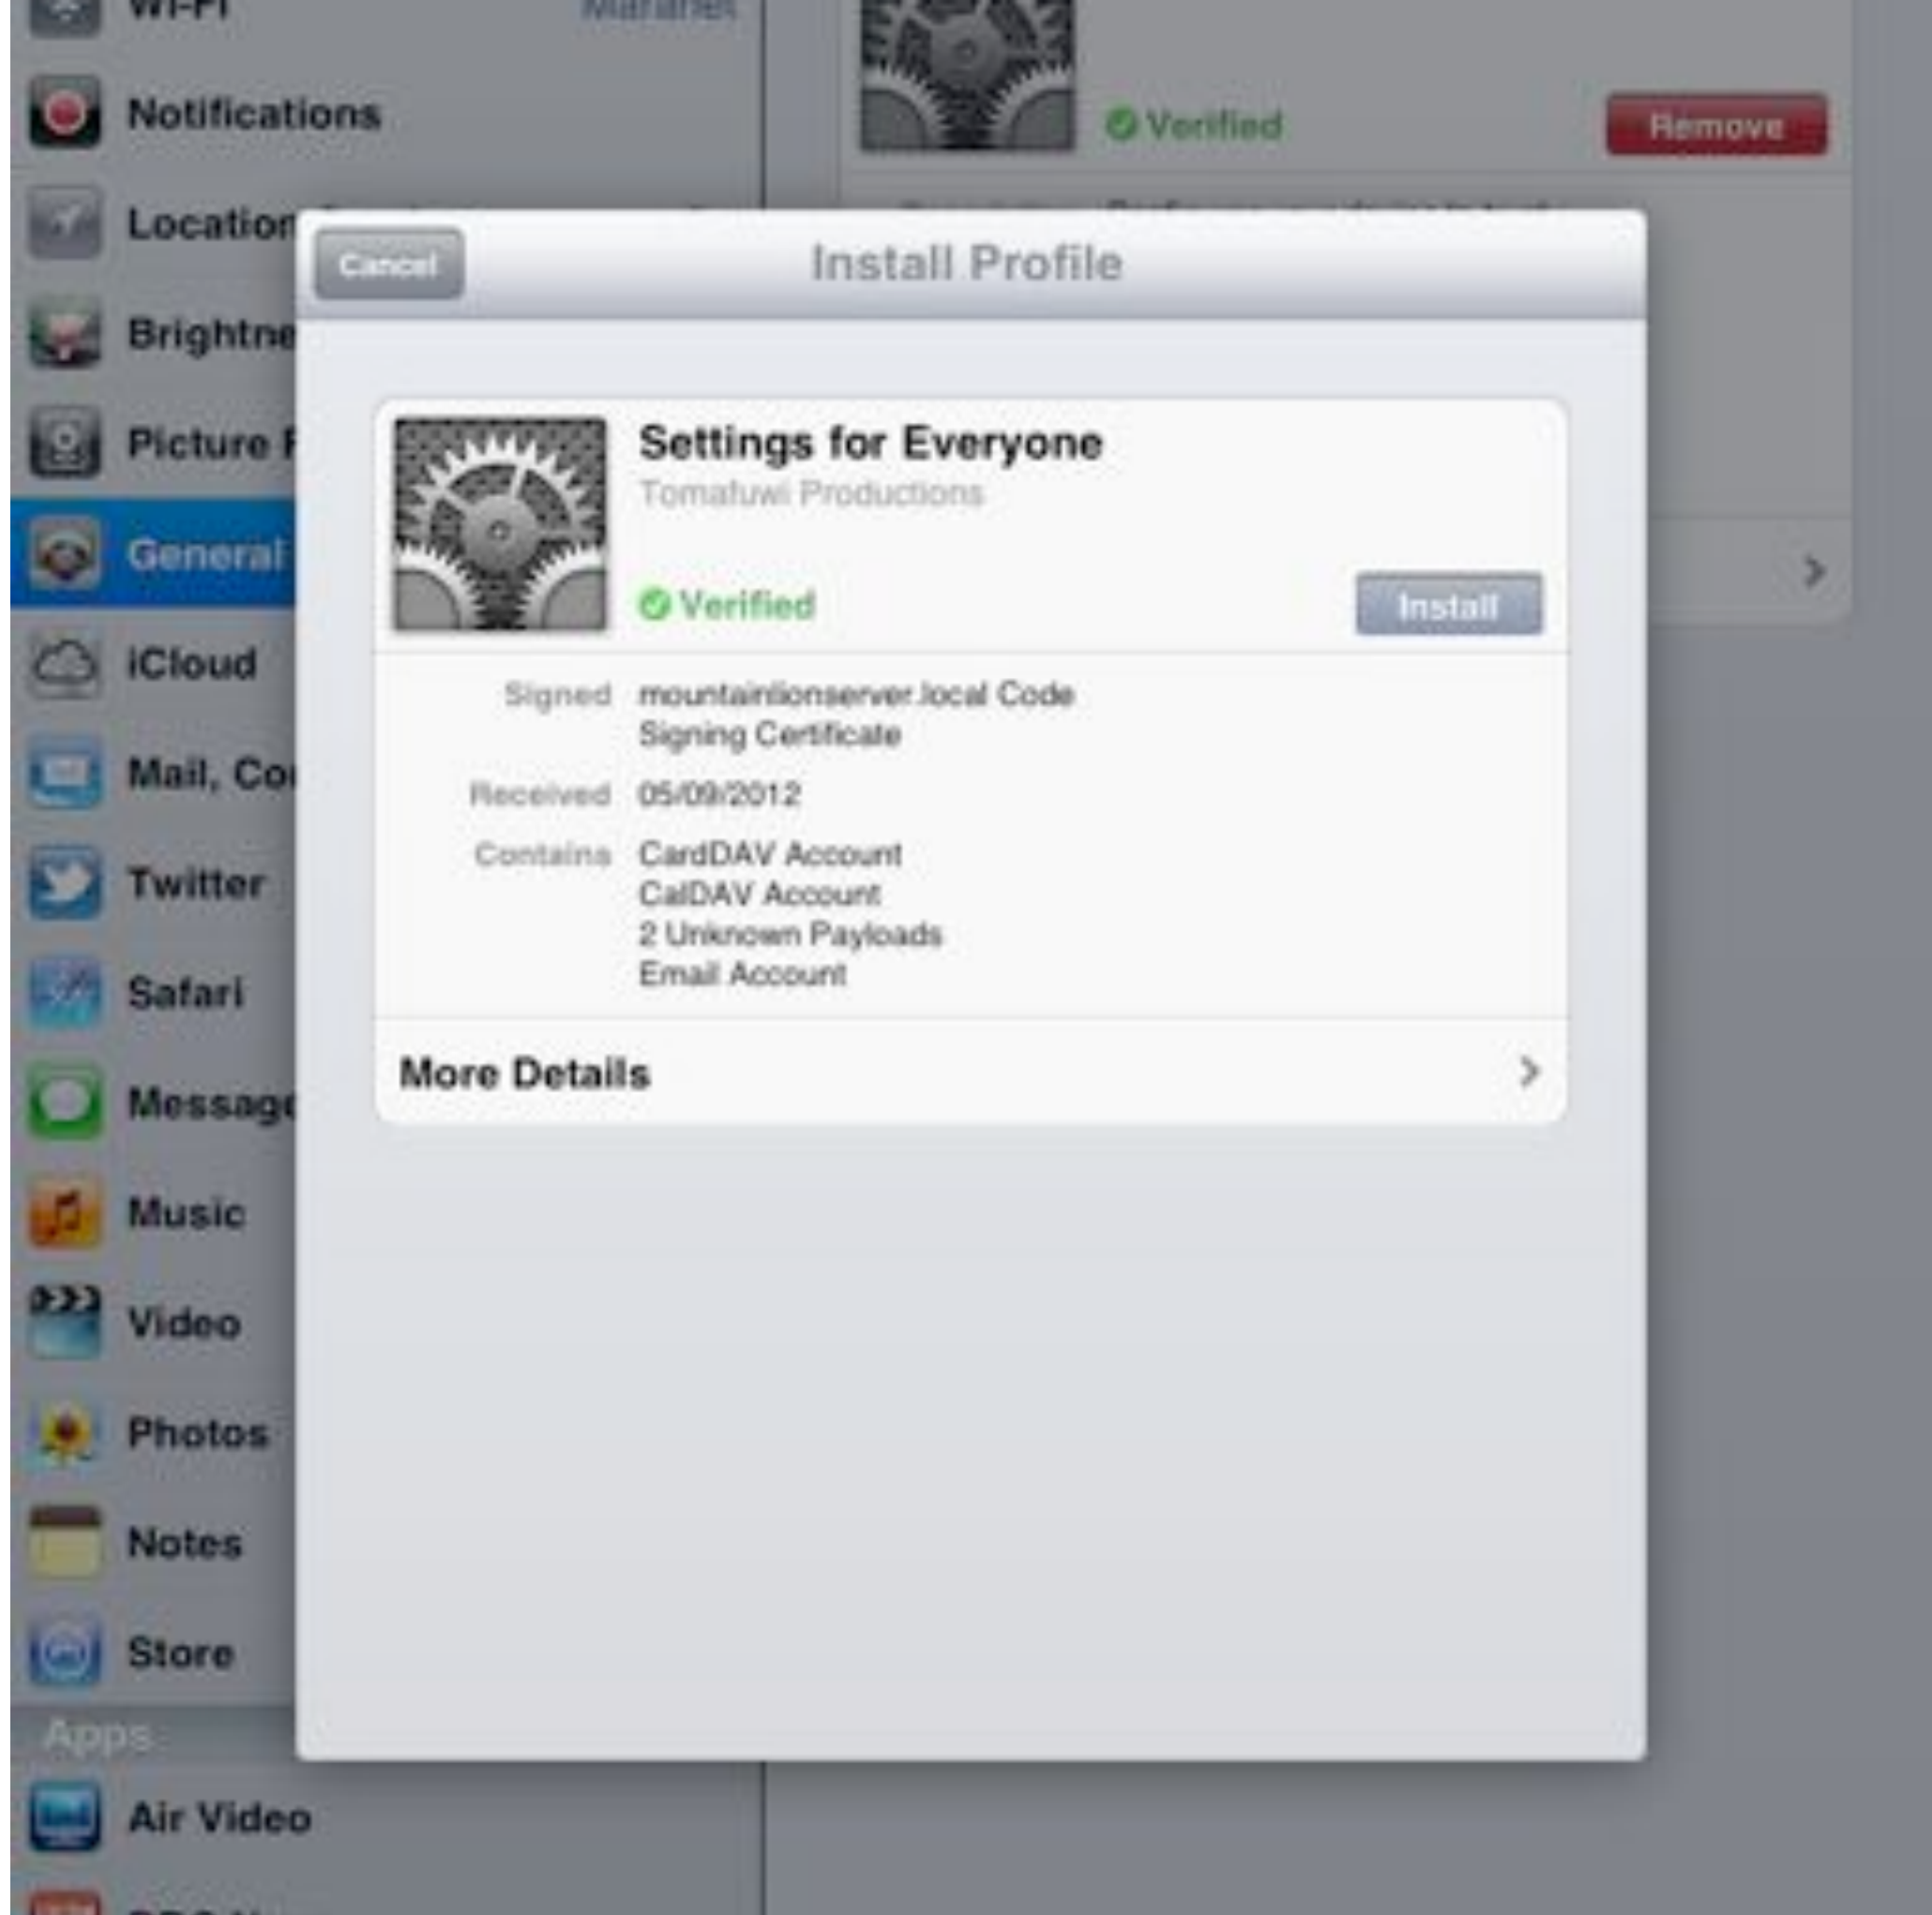 Notifications
Verified
Remove
Location
Brightne
Picture F
General
iCloud
Mail, Co
Twitter
Safari
Message
Music
Video
Photos
Notes
Store
Apps
Air Video
Cancel
Install Profile
Settings for Everyone
Tomafuwi Productions
Verified
Install
Signed mountainlionserver.local Code
Signing Certificate
Received 05/09/2012
Contains CardDAV Account
CalDAV Account
2 Unknown Payloads
Email Account
More Details